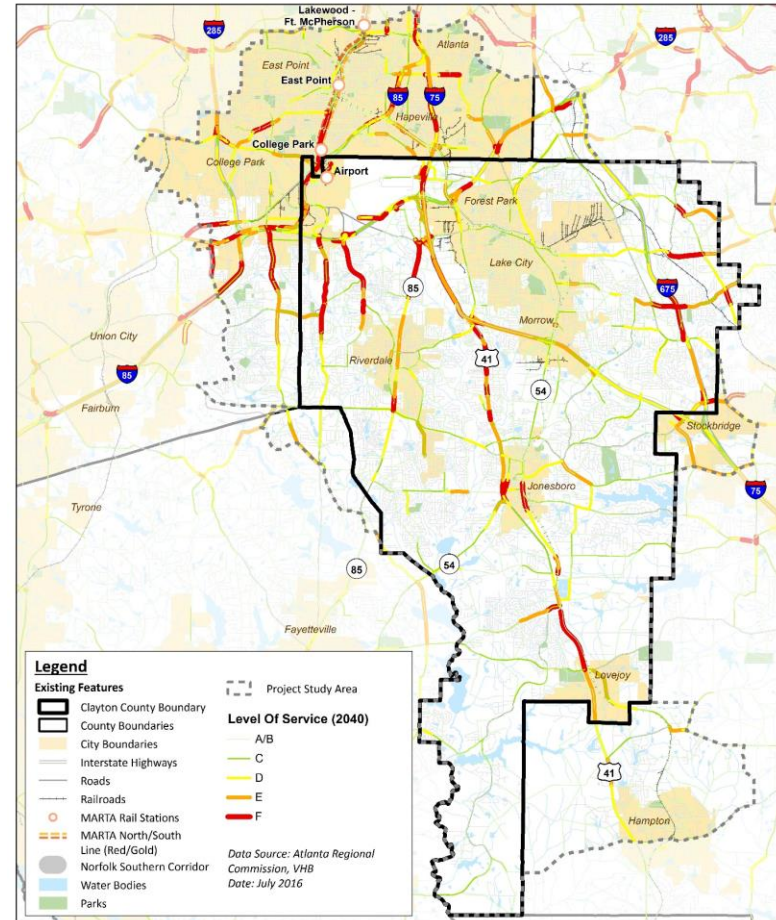 Lakewood -
Ft. McPherson
285
East Point
Atlanta
285
East Point
85
75
Hapeville
College Park
College Park
Airport
Forest Park
Lake City
85
675
Morrow
Union City
41
Riverdale
85
54
Fairburn
Stockbridge
75
Jonesboro
Tyrone
54
85
Fayetteville
Lovejoy
41
Hampton
Legend
Existing Features
Clayton County Boundary
County Boundaries
City Boundaries
Interstate Highways
Roads
Railroads
MARTA Rail Stations
MARTA North/South
Line (Red/Gold)
Norfolk Southern Corridor
Water Bodies
Parks
Project Study Area
Level Of Service (2040)
A/B
C
D
E
F
Data Source: Atlanta Regional
Commission, VHB
Date: July 2016